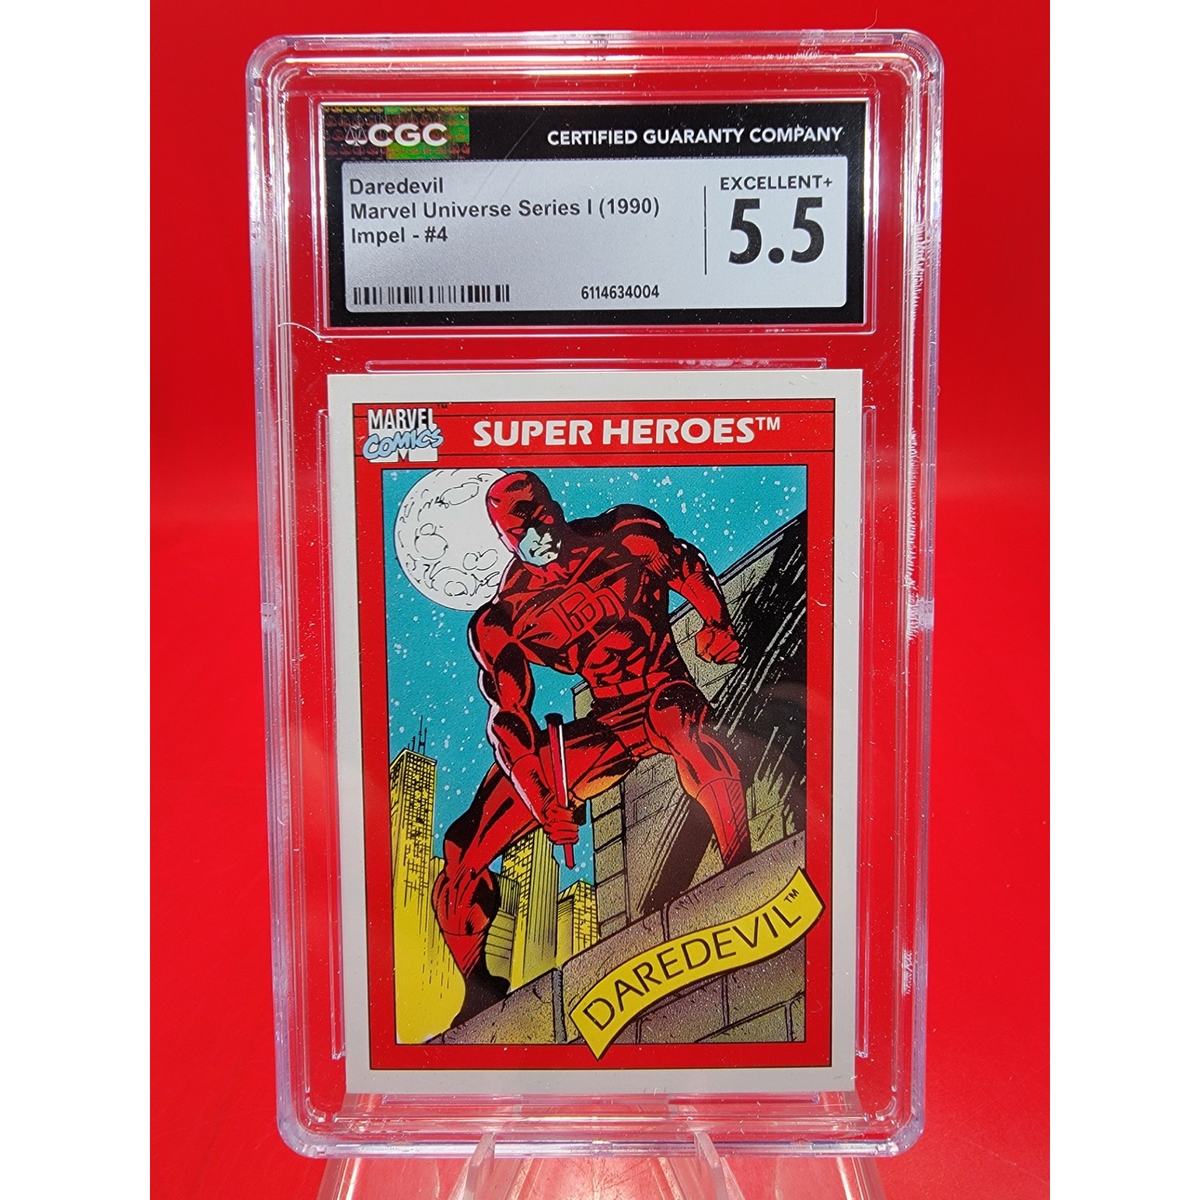 CGC
CERTIFIED GUARANTY COMPANY
Daredevil
Marvel Universe Series I (1990)
Impel - #4
EXCELLENT+
5.5
6114634004
MARVEL
COMICS
SUPER HEROES™
DD
DAREDEVIL™